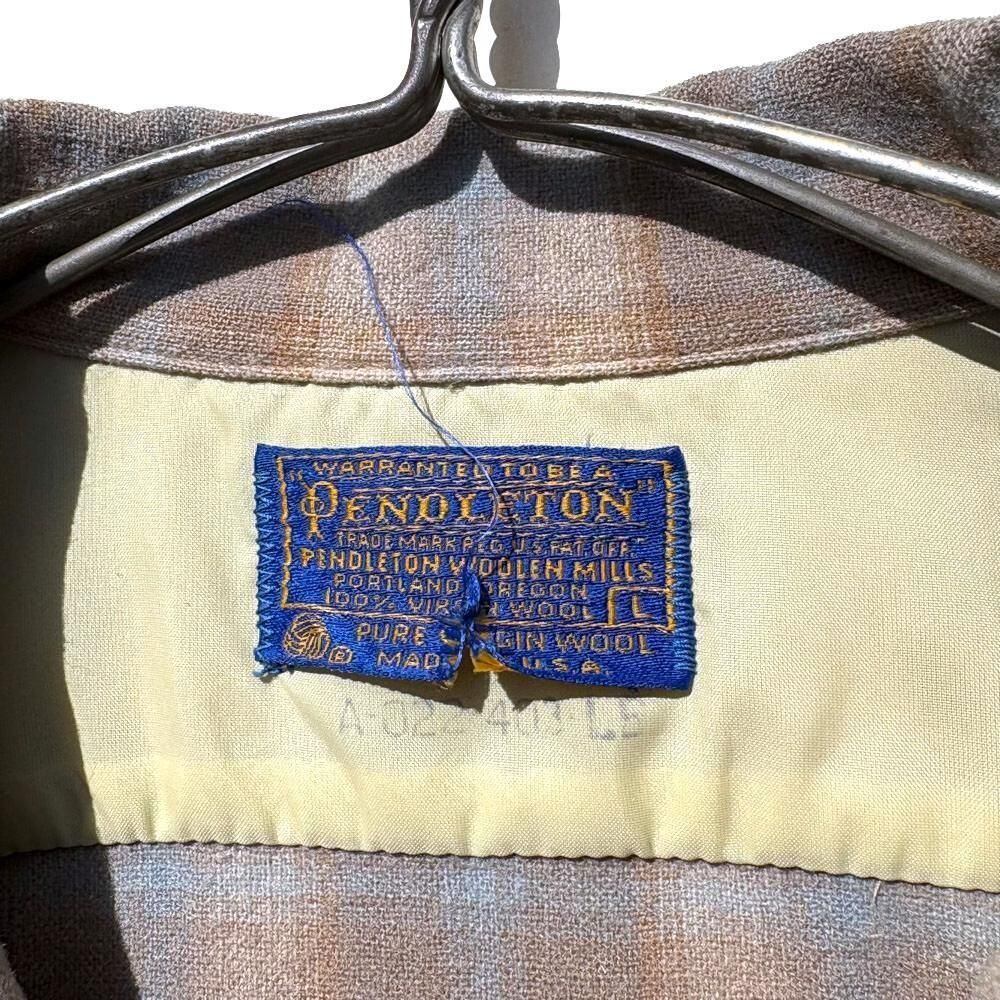 WARRANTED TO BE A
"PENDLETON"
TRADE MARK REG. U.S. PAT. OFF.
PENDLETON WOOLEN MILLS
PORTLAND, OREGON
100% VIRGIN WOOL L
PURE VIRGIN WOOL
R MADE U.S.A.